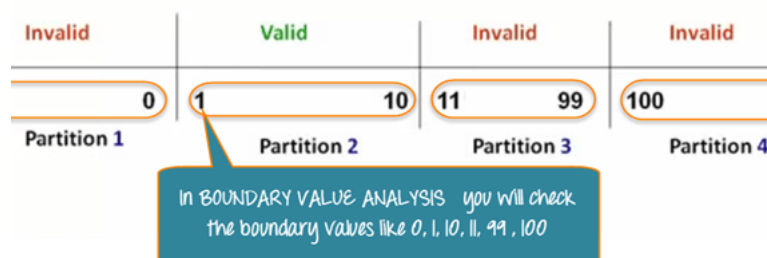 Invalid Valid Invalid Invalid
0 1 10 11 99 100
Partition 1 Partition 2 Partition 3 Partition 4
In BOUNDARY VALUE ANALYSIS you will check
the boundary values like 0, 1, 10, 11, 99 , 100